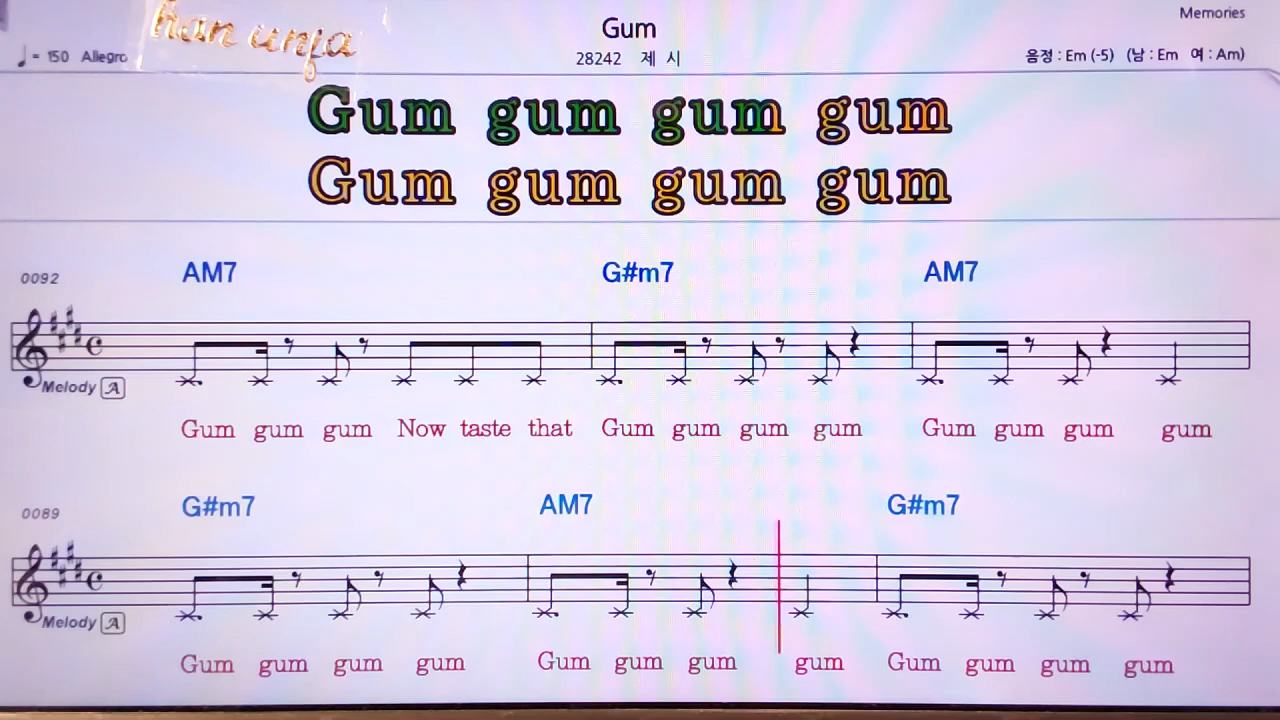 Memories
han unja
Gum
♩= 150 Allegro
28242 제 시
음정 : Em (-5) (남 : Em 여 : Am)
Gum gum gum gum
Gum gum gum gum
0092 AM7 G#m7 AM7
Melody A
Gum gum gum Now taste that Gum gum gum gum Gum gum gum gum
0089 G#m7 AM7 G#m7
Melody A
Gum gum gum gum Gum gum gum gum Gum gum gum gum